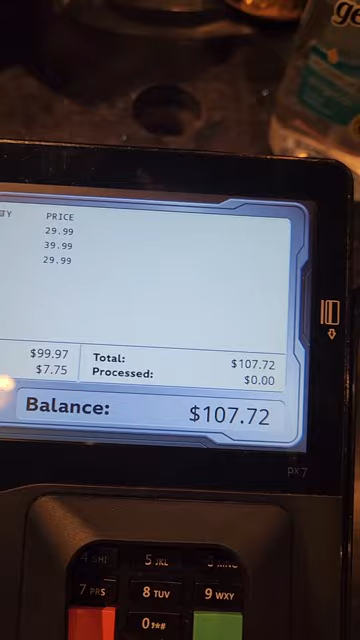 ge
PRICE
29.99
39.99
29.99
$99.97 Total: $107.72
$7.75 Processed: $0.00
Balance: $107.72
px7
5 JKL
7 PRS 8 TUV 9 WXY